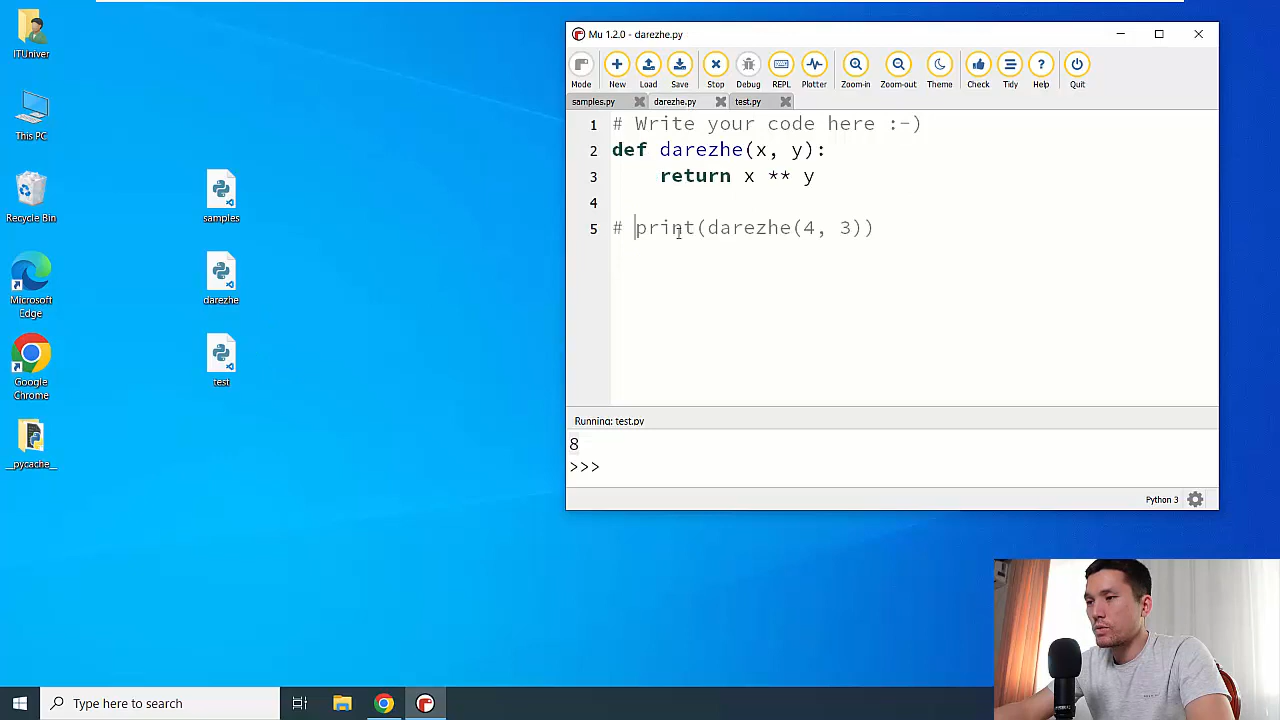 ITUniver
This PC
Recycle Bin
Microsoft
Edge
Google
Chrome
__pycache__
samples
darezhe
test
Mu 1.2.0 - darezhe.py
Mode New Load Save Stop Debug REPL Plotter Zoom-in Zoom-out Theme Check Tidy Help Quit
samples.py darezhe.py test.py
1 # Write your code here :-)
2 def darezhe(x, y):
3 return x ** y
4
5 # print(darezhe(4, 3))
Running: test.py
8
>>>
Python 3
Type here to search